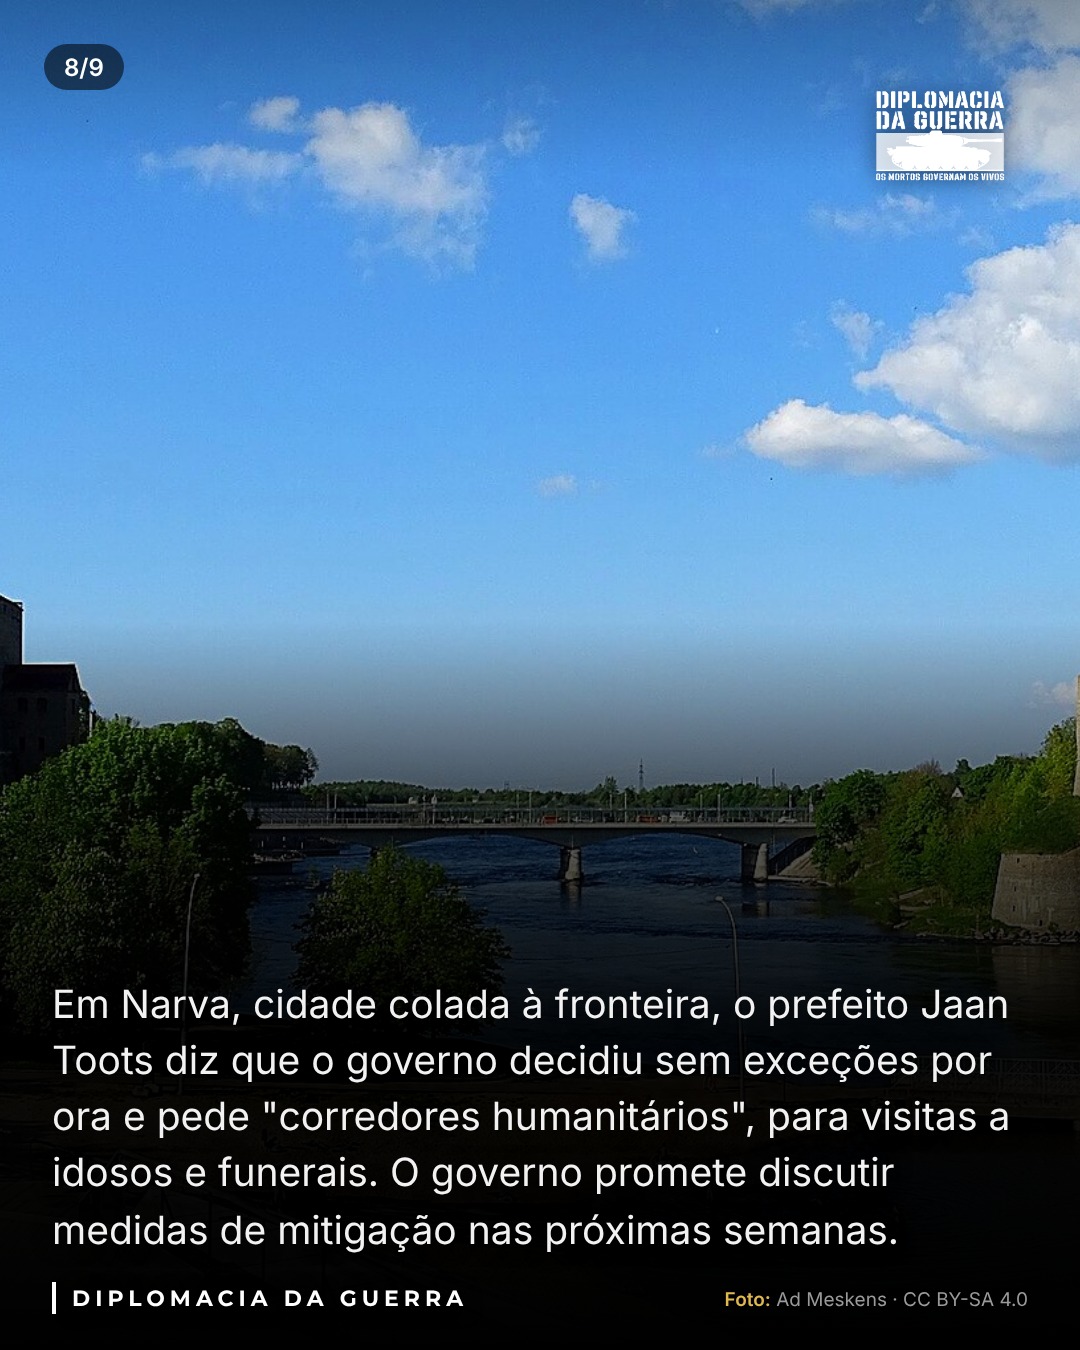 8/9
DIPLOMACIA
DA GUERRA
OS MORTOS GOVERNAM OS VIVOS
Em Narva, cidade colada à fronteira, o prefeito Jaan
Toots diz que o governo decidiu sem exceções por
ora e pede "corredores humanitários", para visitas a
idosos e funerais. O governo promete discutir
medidas de mitigação nas próximas semanas.
DIPLOMACIA DA GUERRA
Foto: Ad Meskens · CC BY-SA 4.0